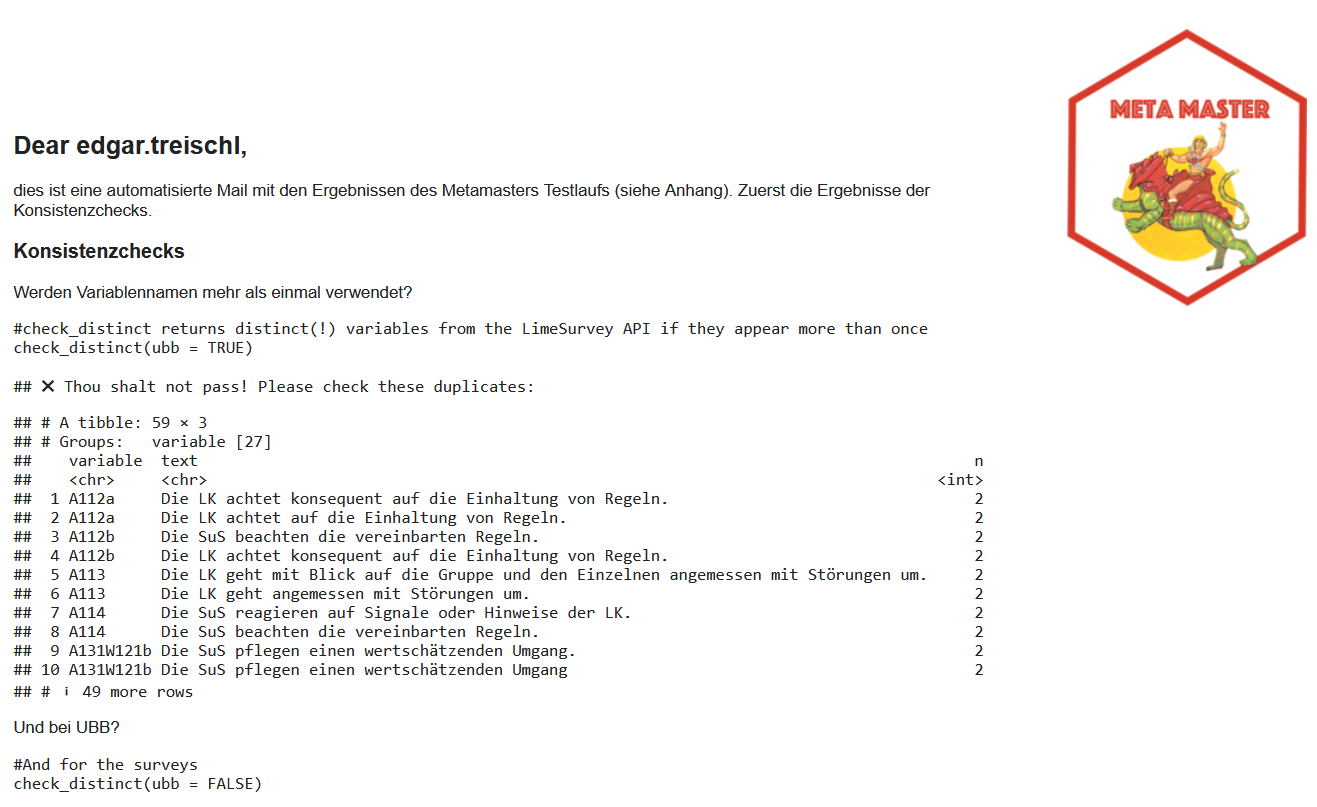 META MASTER
Dear edgar.treischl,
dies ist eine automatisierte Mail mit den Ergebnissen des Metamasters Testlaufs (siehe Anhang). Zuerst die Ergebnisse der
Konsistenzchecks.
Konsistenzchecks
Werden Variablennamen mehr als einmal verwendet?
#check_distinct returns distinct(!) variables from the LimeSurvey API if they appear more than once
check_distinct(ubb = TRUE)
## ❌ Thou shalt not pass! Please check these duplicates:
## # A tibble: 59 × 3
## # Groups:   variable [27]
##    variable  text                                                                                    n
##    <chr>     <chr>                                                                               <int>
##  1 A112a     Die LK achtet konsequent auf die Einhaltung von Regeln.                                 2
##  2 A112a     Die LK achtet auf die Einhaltung von Regeln.                                            2
##  3 A112b     Die SuS beachten die vereinbarten Regeln.                                               2
##  4 A112b     Die LK achtet konsequent auf die Einhaltung von Regeln.                                 2
##  5 A113      Die LK geht mit Blick auf die Gruppe und den Einzelnen angemessen mit Störungen um.     2
##  6 A113      Die LK geht angemessen mit Störungen um.                                                2
##  7 A114      Die SuS reagieren auf Signale oder Hinweise der LK.                                     2
##  8 A114      Die SuS beachten die vereinbarten Regeln.                                               2
##  9 A131W121b Die SuS pflegen einen wertschätzenden Umgang.                                           2
## 10 A131W121b Die SuS pflegen einen wertschätzenden Umgang                                            2
## # ℹ 49 more rows
Und bei UBB?
#And for the surveys
check_distinct(ubb = FALSE)